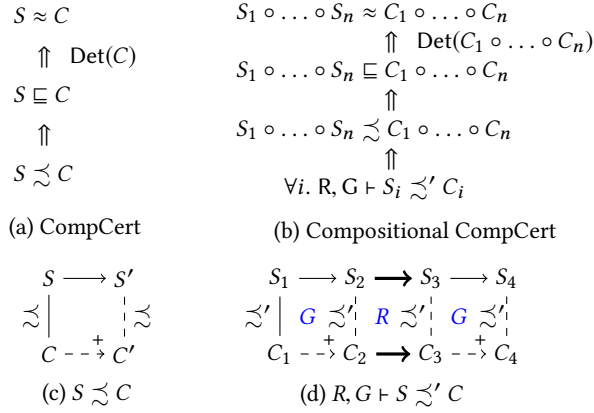 S ≈ C
⇑ Det(C)
S ⊑ C
⇑
S ≾ C
(a) CompCert
S₁ ∘ … ∘ Sₙ ≈ C₁ ∘ … ∘ Cₙ
⇑ Det(C₁ ∘ … ∘ Cₙ)
S₁ ∘ … ∘ Sₙ ⊑ C₁ ∘ … ∘ Cₙ
⇑
S₁ ∘ … ∘ Sₙ ≾ C₁ ∘ … ∘ Cₙ
⇑
∀i. R, G ⊢ Sᵢ ≾′ Cᵢ
(b) Compositional CompCert
S ⟶ S′
≾ ≾
C ⇢⁺ C′
(c) S ≾ C
S₁ ⟶ S₂ ⟶ S₃ ⟶ S₄
≾′ G ≾′ R ≾′ G ≾′
C₁ ⇢⁺ C₂ ⟶ C₃ ⇢⁺ C₄
(d) R, G ⊢ S ≾′ C